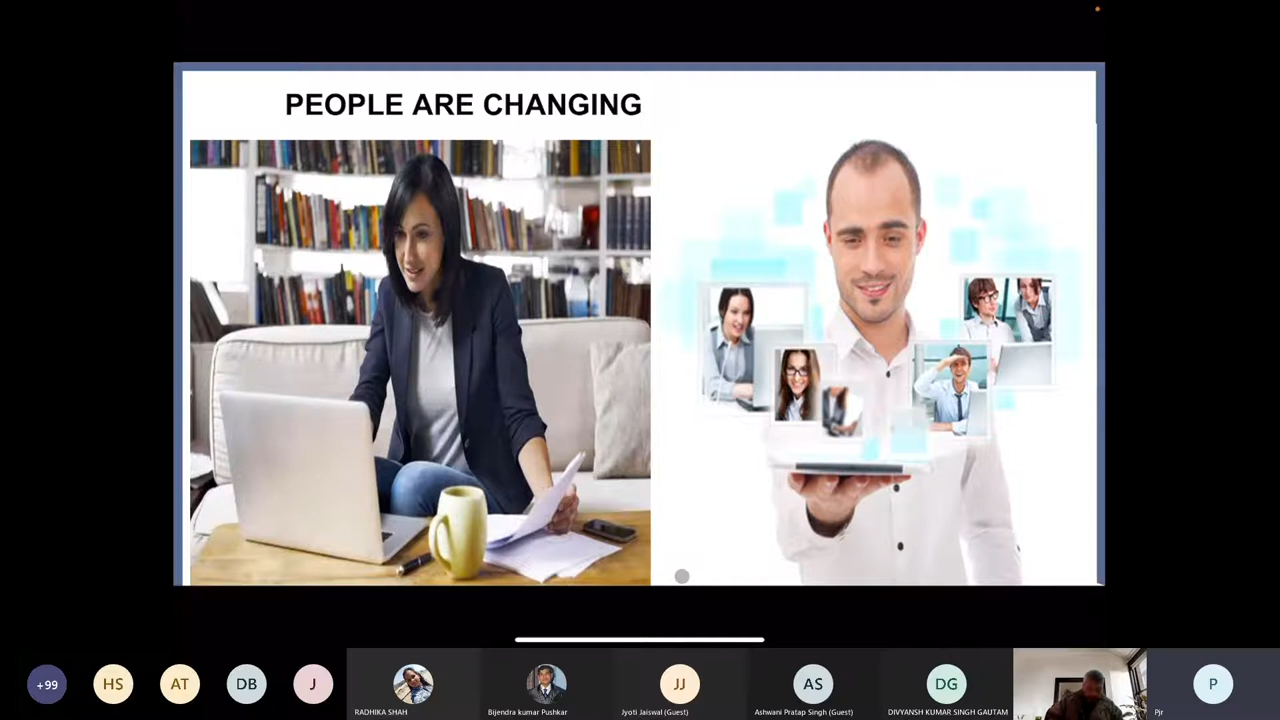 PEOPLE ARE CHANGING
+99
HS
AT
DB
J
RADHIKA SHAH
Bijendra kumar Pushkar
JJ
Jyoti Jaiswal (Guest)
AS
Ashwani Pratap Singh (Guest)
DG
DIVYANSH KUMAR SINGH GAUTAM
P
Pjr